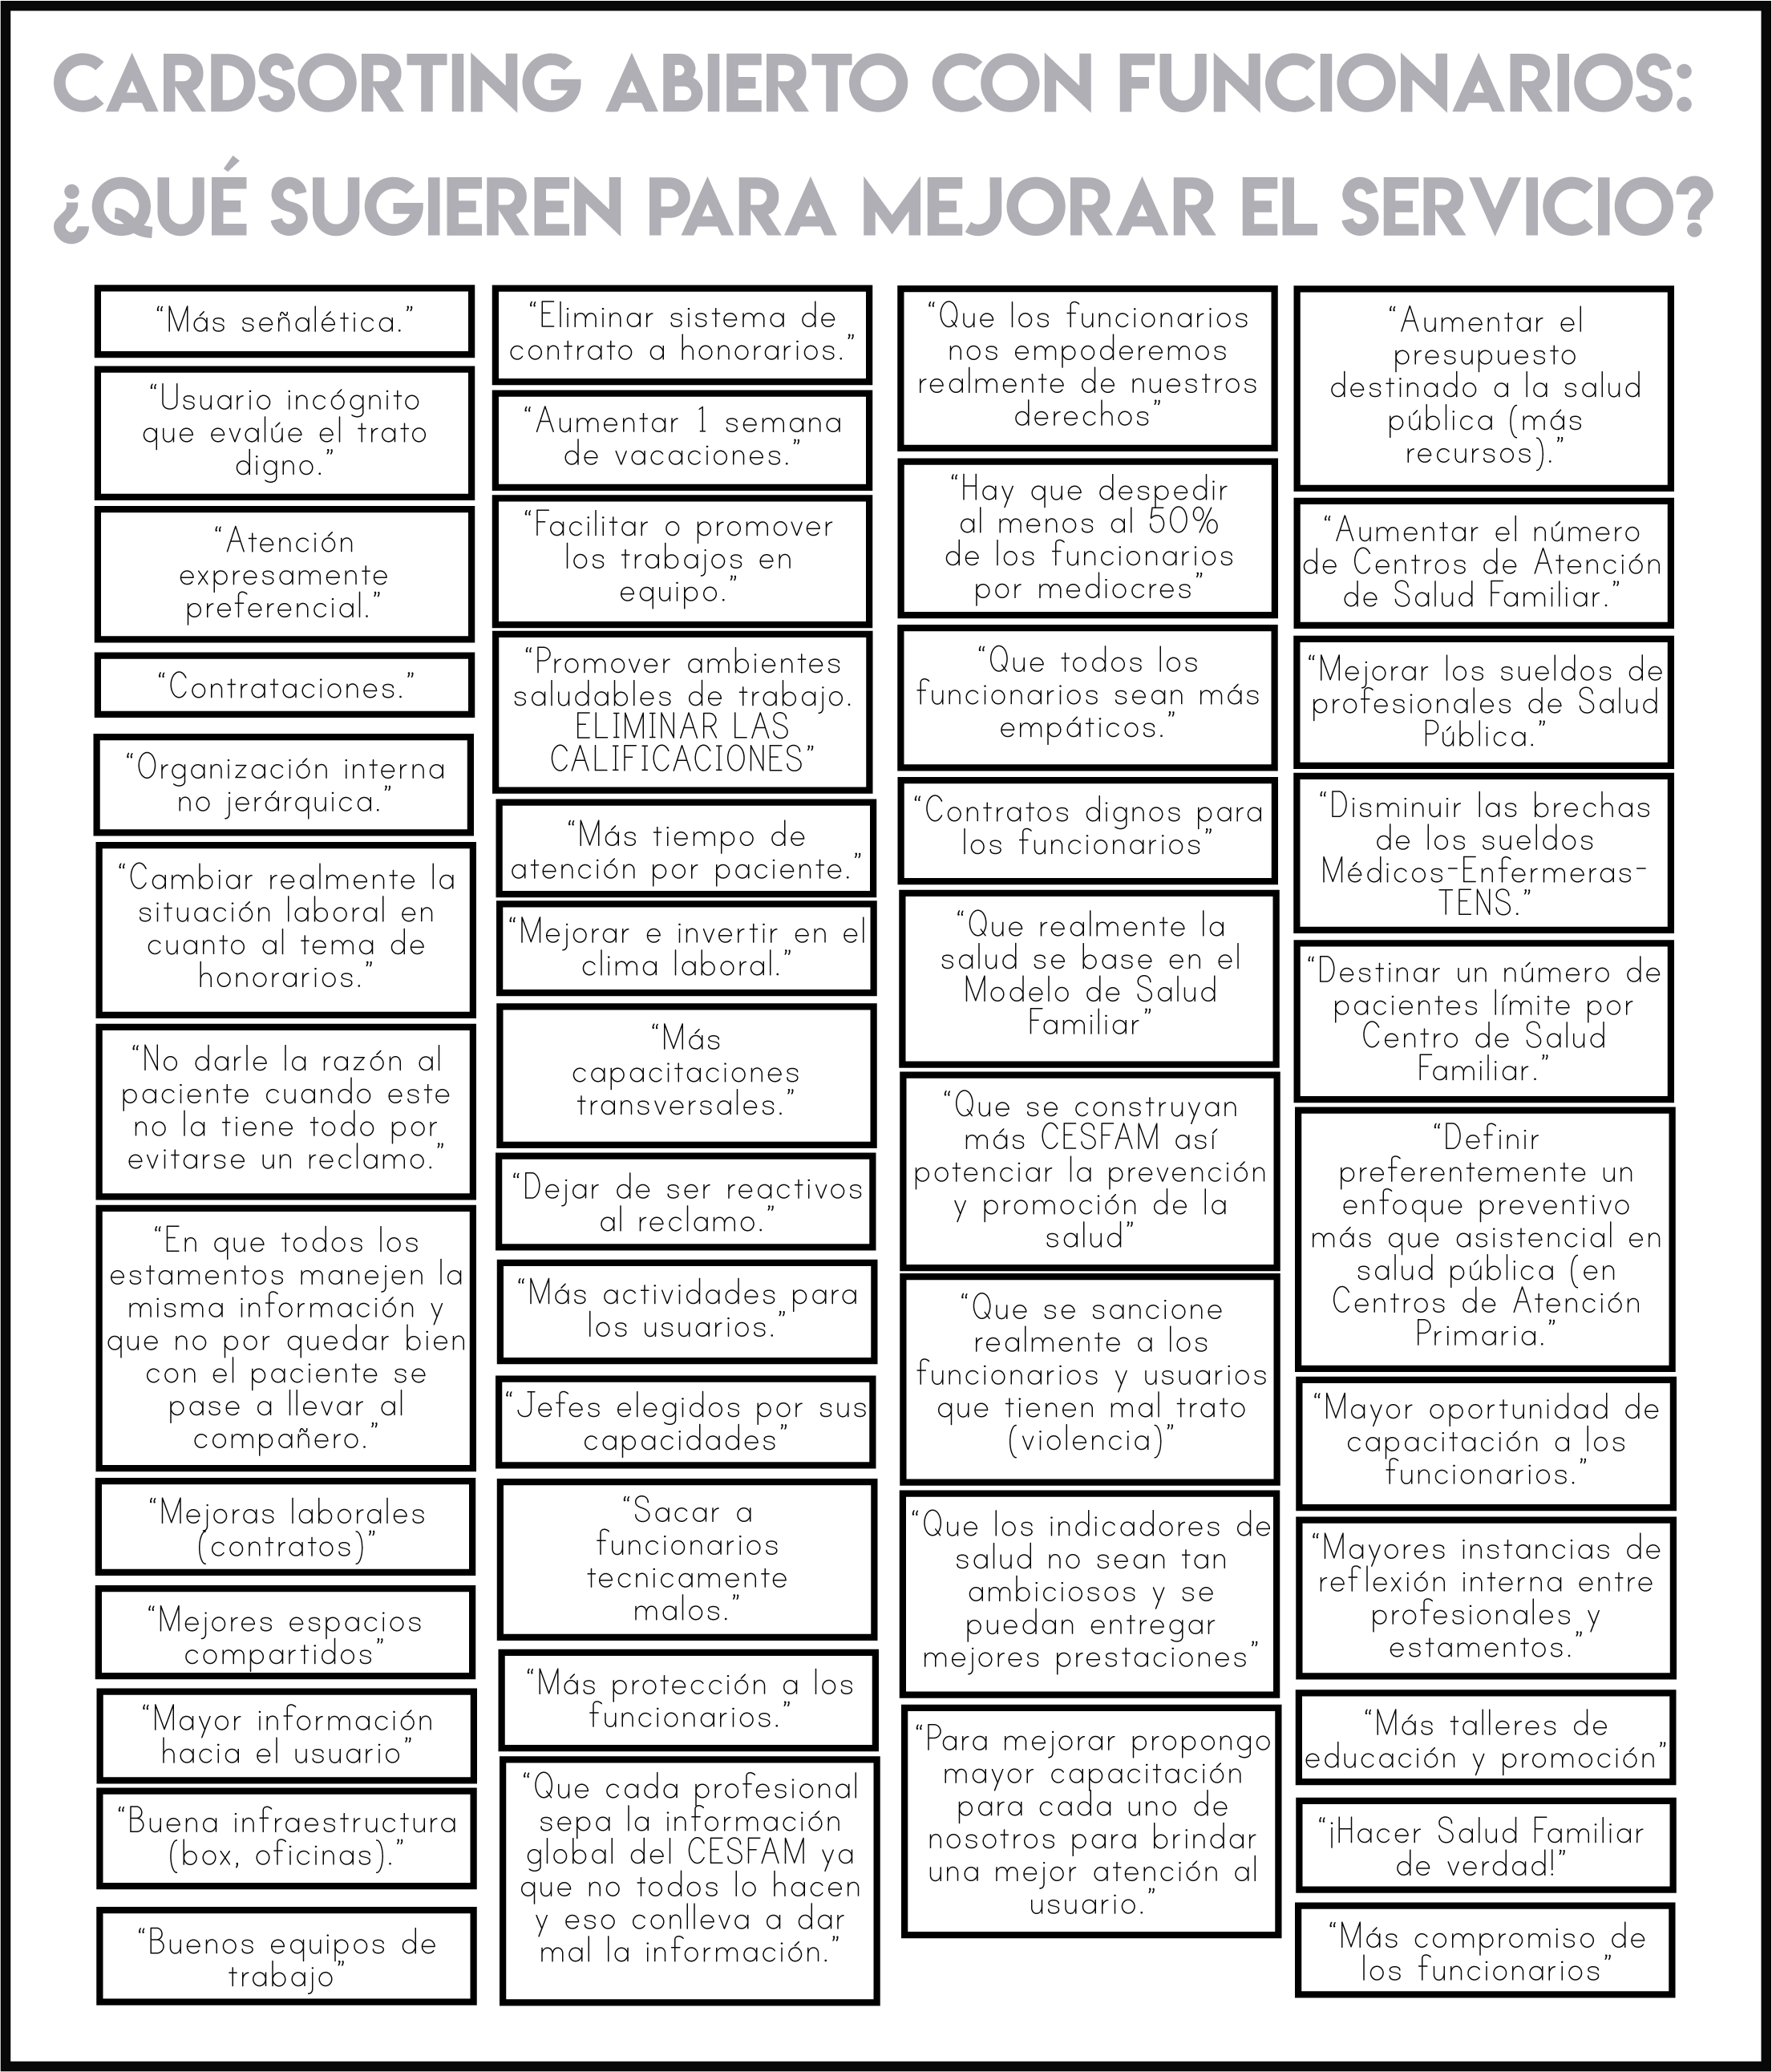 CARDSORTING ABIERTO CON FUNCIONARIOS:
¿QUÉ SUGIEREN PARA MEJORAR EL SERVICIO?
“Más señalética.”
“Usuario incógnito
que evalúe el trato
digno.”
“Atención
expresamente
preferencial.”
“Contrataciones.”
“Organización interna
no jerárquica.”
“Cambiar realmente la
situación laboral en
cuanto al tema de
honorarios.”
“No darle la razón al
paciente cuando este
no la tiene todo por
evitarse un reclamo.”
“En que todos los
estamentos manejen la
misma información y
que no por quedar bien
con el paciente se
pase a llevar al
compañero.”
“Mejoras laborales
(contratos)”
“Mejores espacios
compartidos”
“Mayor información
hacia el usuario”
“Buena infraestructura
(box, oficinas).”
“Buenos equipos de
trabajo”
“Eliminar sistema de
contrato a honorarios.”
“Aumentar 1 semana
de vacaciones.”
“Facilitar o promover
los trabajos en
equipo.”
“Promover ambientes
saludables de trabajo.
ELIMINAR LAS
CALIFICACIONES”
“Más tiempo de
atención por paciente.”
“Mejorar e invertir en el
clima laboral.”
“Más
capacitaciones
transversales.”
“Dejar de ser reactivos
al reclamo.”
“Más actividades para
los usuarios.”
“Jefes elegidos por sus
capacidades”
“Sacar a
funcionarios
tecnicamente
malos.”
“Más protección a los
funcionarios.”
“Que cada profesional
sepa la información
global del CESFAM ya
que no todos lo hacen
y eso conlleva a dar
mal la información.”
“Que los funcionarios
nos empoderemos
realmente de nuestros
derechos”
“Hay que despedir
al menos al 50%
de los funcionarios
por mediocres”
“Que todos los
funcionarios sean más
empáticos.”
“Contratos dignos para
los funcionarios”
“Que realmente la
salud se base en el
Modelo de Salud
Familiar”
“Que se construyan
más CESFAM así
potenciar la prevención
y promoción de la
salud”
“Que se sancione
realmente a los
funcionarios y usuarios
que tienen mal trato
(violencia)”
“Que los indicadores de
salud no sean tan
ambiciosos y se
puedan entregar
mejores prestaciones”
“Para mejorar propongo
mayor capacitación
para cada uno de
nosotros para brindar
una mejor atención al
usuario.”
“Aumentar el
presupuesto
destinado a la salud
pública (más
recursos).”
“Aumentar el número
de Centros de Atención
de Salud Familiar.”
“Mejorar los sueldos de
profesionales de Salud
Pública.”
“Disminuir las brechas
de los sueldos
Médicos-Enfermeras-
TENS.”
“Destinar un número de
pacientes límite por
Centro de Salud
Familiar.”
“Definir
preferentemente un
enfoque preventivo
más que asistencial en
salud pública (en
Centros de Atención
Primaria.”
“Mayor oportunidad de
capacitación a los
funcionarios.”
“Mayores instancias de
reflexión interna entre
profesionales y
estamentos.”
“Más talleres de
educación y promoción”
“¡Hacer Salud Familiar
de verdad!”
“Más compromiso de
los funcionarios”